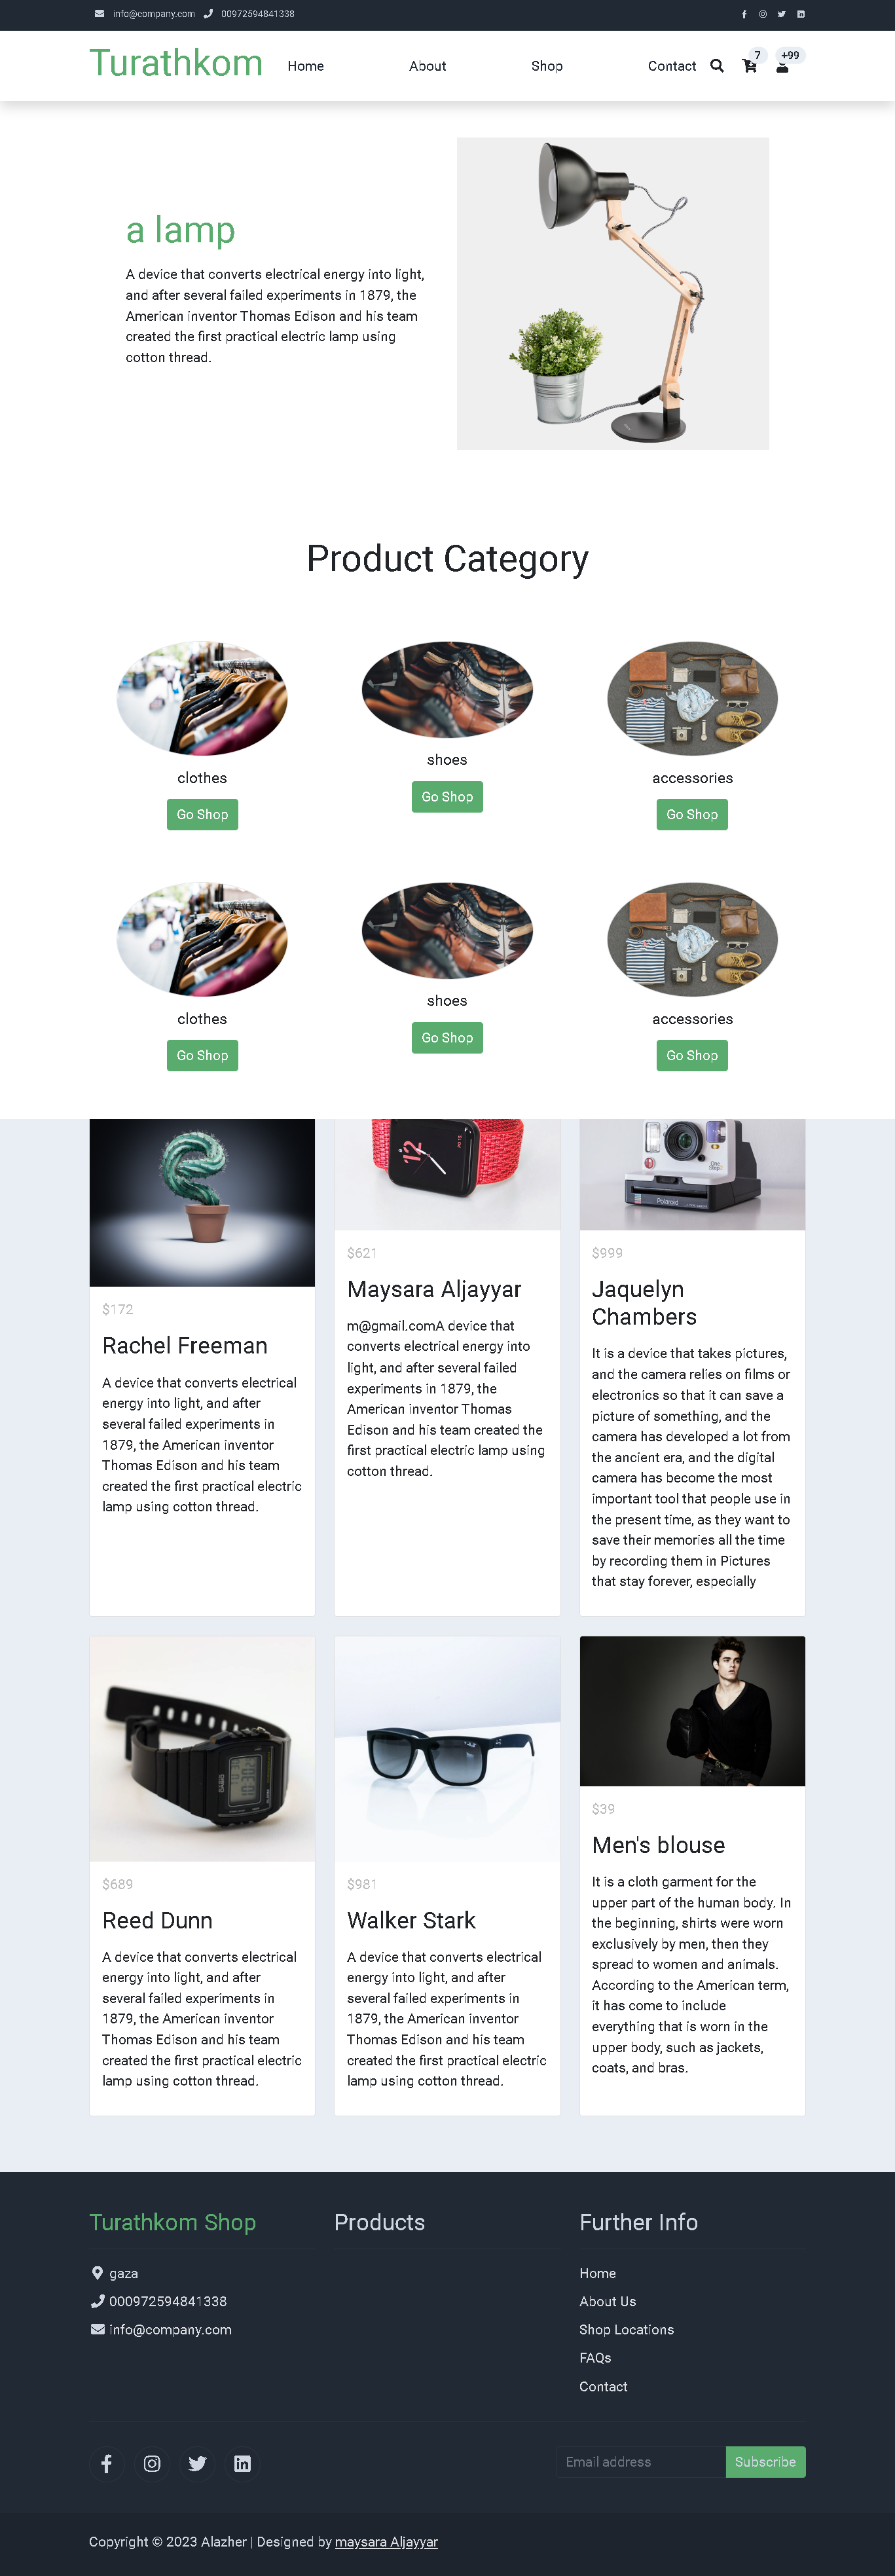 info@company.com 00972594841338
Turathkom Home About Shop Contact 7 +99
a lamp
A device that converts electrical energy into light,
and after several failed experiments in 1879, the
American inventor Thomas Edison and his team
created the first practical electric lamp using
cotton thread.
Product Category
clothes
Go Shop
shoes
Go Shop
accessories
Go Shop
clothes
Go Shop
shoes
Go Shop
accessories
Go Shop
$172
Rachel Freeman
A device that converts electrical
energy into light, and after
several failed experiments in
1879, the American inventor
Thomas Edison and his team
created the first practical electric
lamp using cotton thread.
12
$621
Maysara Aljayyar
m@gmail.comA device that
converts electrical energy into
light, and after several failed
experiments in 1879, the
American inventor Thomas
Edison and his team created the
first practical electric lamp using
cotton thread.
OneStep
Polaroid
$999
Jaquelyn
Chambers
It is a device that takes pictures,
and the camera relies on films or
electronics so that it can save a
picture of something, and the
camera has developed a lot from
the ancient era, and the digital
camera has become the most
important tool that people use in
the present time, as they want to
save their memories all the time
by recording them in Pictures
that stay forever, especially
CASIO
$689
Reed Dunn
A device that converts electrical
energy into light, and after
several failed experiments in
1879, the American inventor
Thomas Edison and his team
created the first practical electric
lamp using cotton thread.
$981
Walker Stark
A device that converts electrical
energy into light, and after
several failed experiments in
1879, the American inventor
Thomas Edison and his team
created the first practical electric
lamp using cotton thread.
$39
Men's blouse
It is a cloth garment for the
upper part of the human body. In
the beginning, shirts were worn
exclusively by men, then they
spread to women and animals.
According to the American term,
it has come to include
everything that is worn in the
upper body, such as jackets,
coats, and bras.
Turathkom Shop
gaza
000972594841338
info@company.com
Products
Further Info
Home
About Us
Shop Locations
FAQs
Contact
Email address Subscribe
Copyright © 2023 Alazher | Designed by maysara Aljayyar